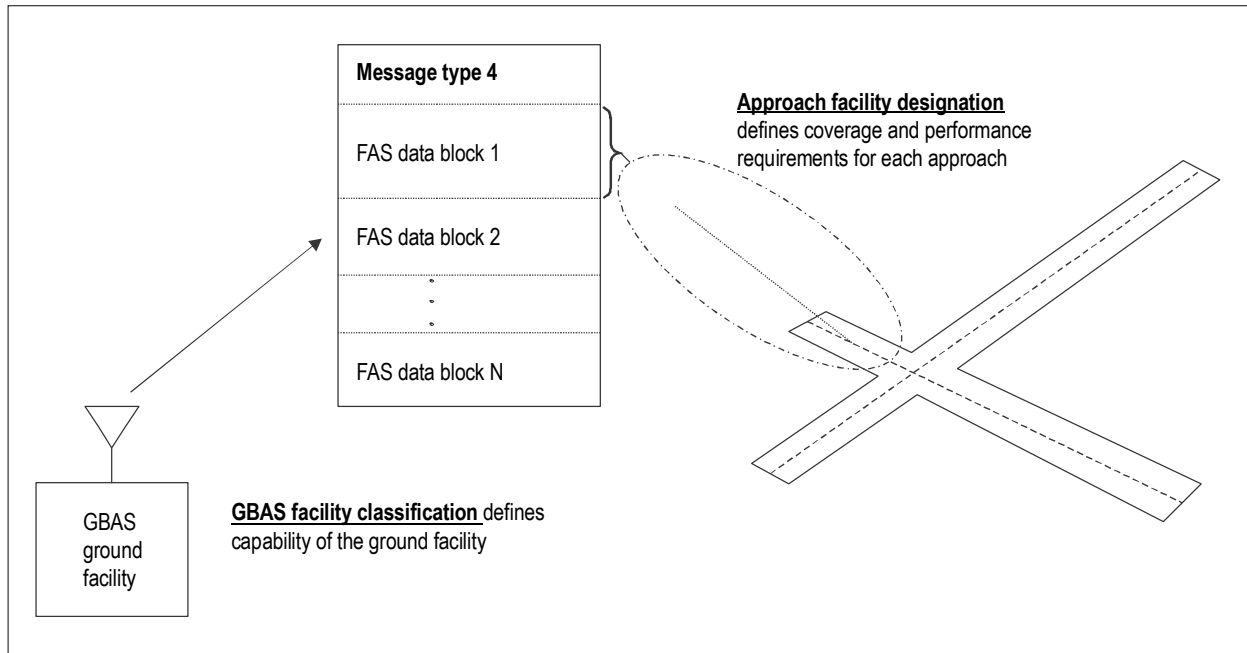 Message type 4
FAS data block 1
FAS data block 2
FAS data block N
Approach facility designation
defines coverage and performance
requirements for each approach
GBAS
ground
facility
GBAS facility classification defines
capability of the ground facility